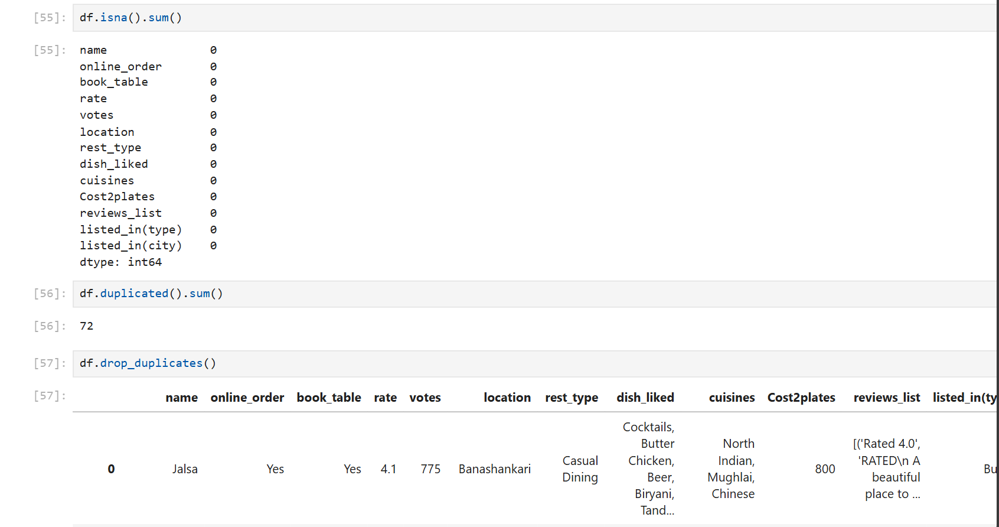 [55]: df.isna().sum()
[55]: name 0
online_order 0
book_table 0
rate 0
votes 0
location 0
rest_type 0
dish_liked 0
cuisines 0
Cost2plates 0
reviews_list 0
listed_in(type) 0
listed_in(city) 0
dtype: int64
[56]: df.duplicated().sum()
[56]: 72
[57]: df.drop_duplicates()
[57]: name online_order book_table rate votes location rest_type dish_liked cuisines Cost2plates reviews_list listed_in(ty
0 Jalsa Yes Yes 4.1 775 Banashankari
Casual
Dining
Cocktails,
Butter
Chicken,
Beer,
Biryani,
Tand...
North
Indian,
Mughlai,
Chinese
800
[('Rated 4.0',
'RATED\n A
beautiful
place to ...
Bu